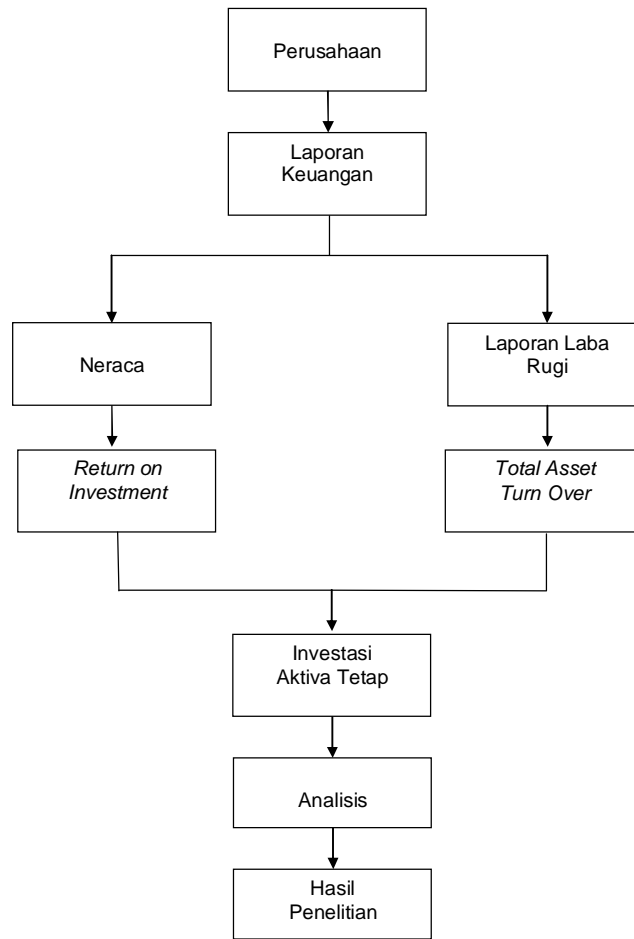 Perusahaan
Laporan
Keuangan
Neraca
Laporan Laba
Rugi
Return on
Investment
Total Asset
Turn Over
Investasi
Aktiva Tetap
Analisis
Hasil
Penelitian